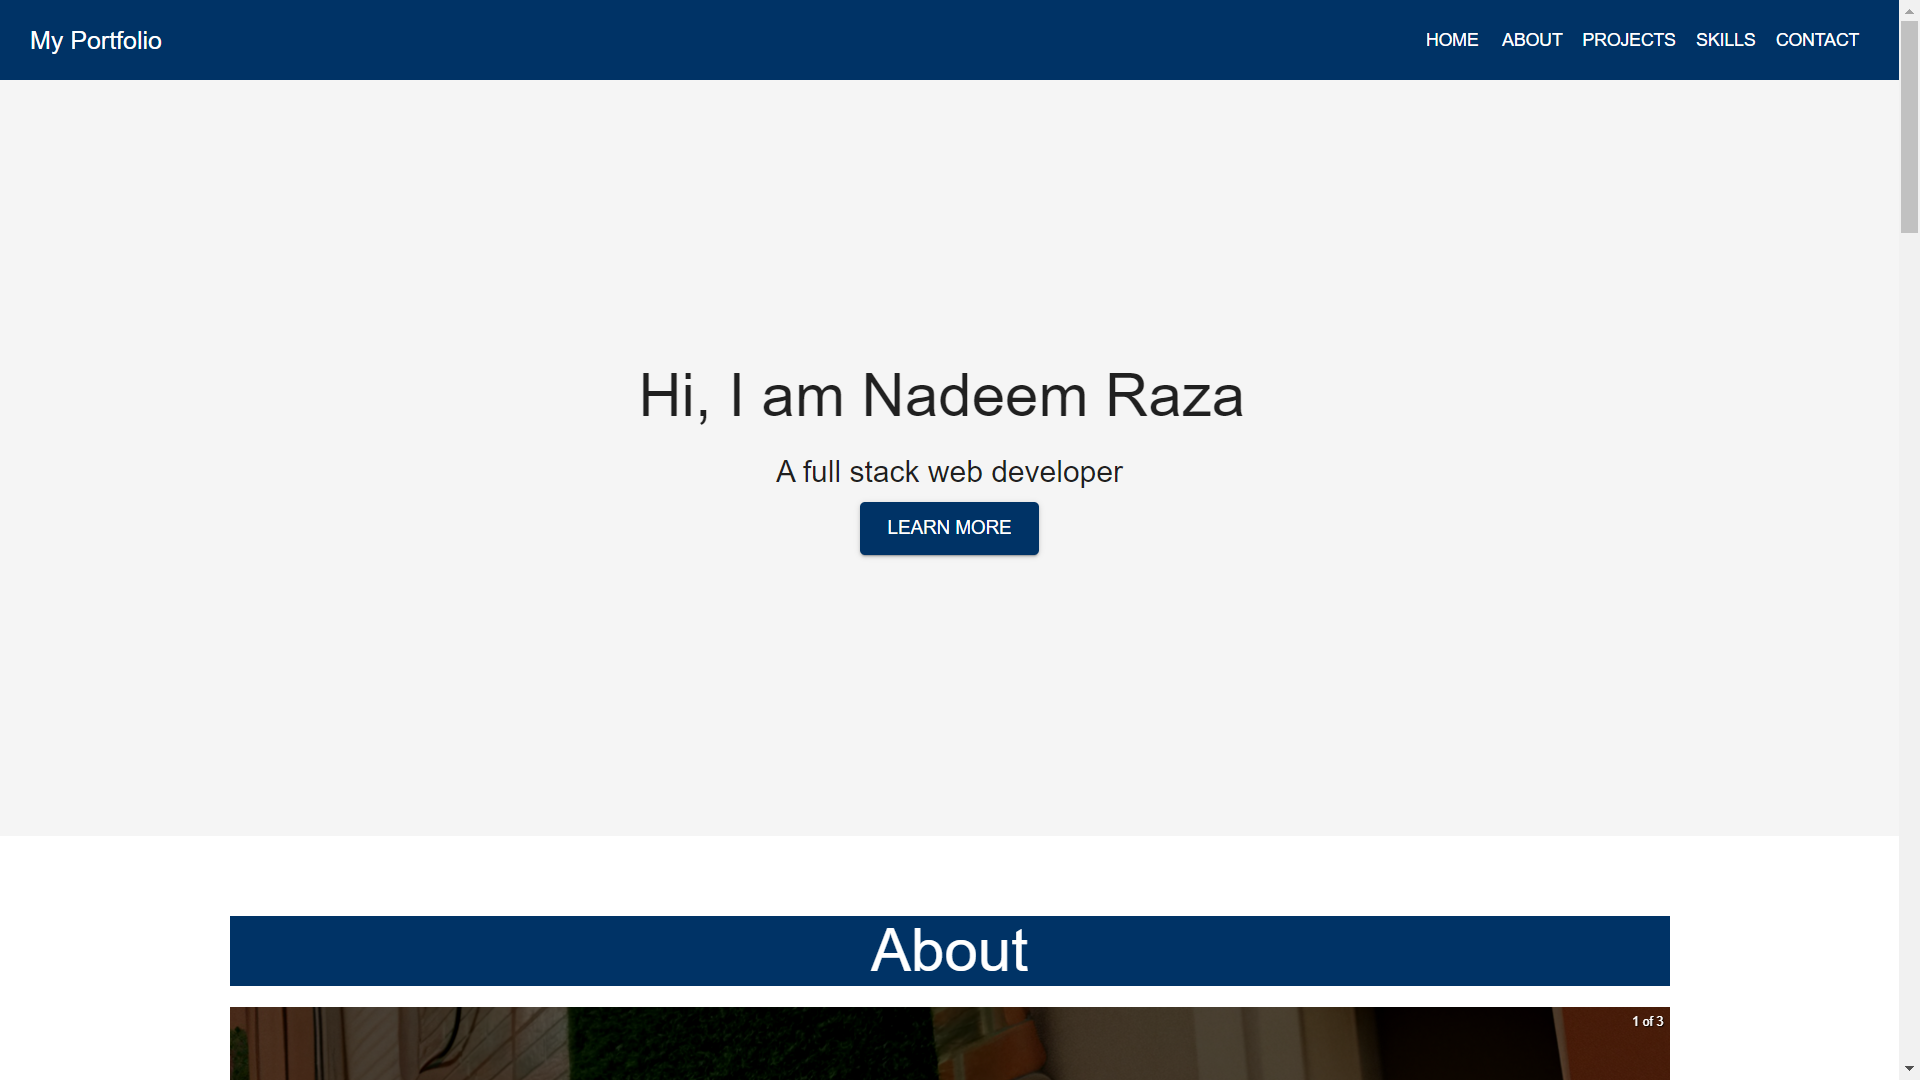 My Portfolio
HOME ABOUT PROJECTS SKILLS CONTACT
Hi, I am Nadeem Raza
A full stack web developer
LEARN MORE
About
1 of 3